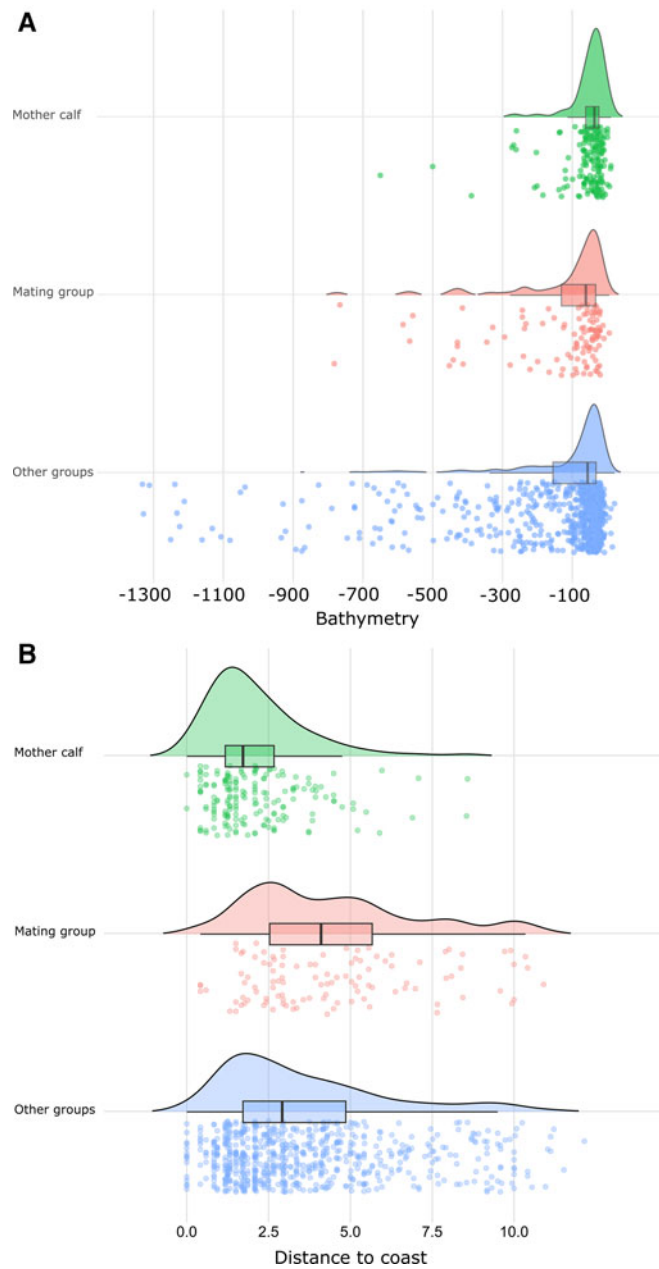 A
Mother calf
Mating group
Other groups
-1300 -1100 -900 -700 -500 -300 -100
Bathymetry
B
Mother calf
Mating group
Other groups
0.0 2.5 5.0 7.5 10.0
Distance to coast